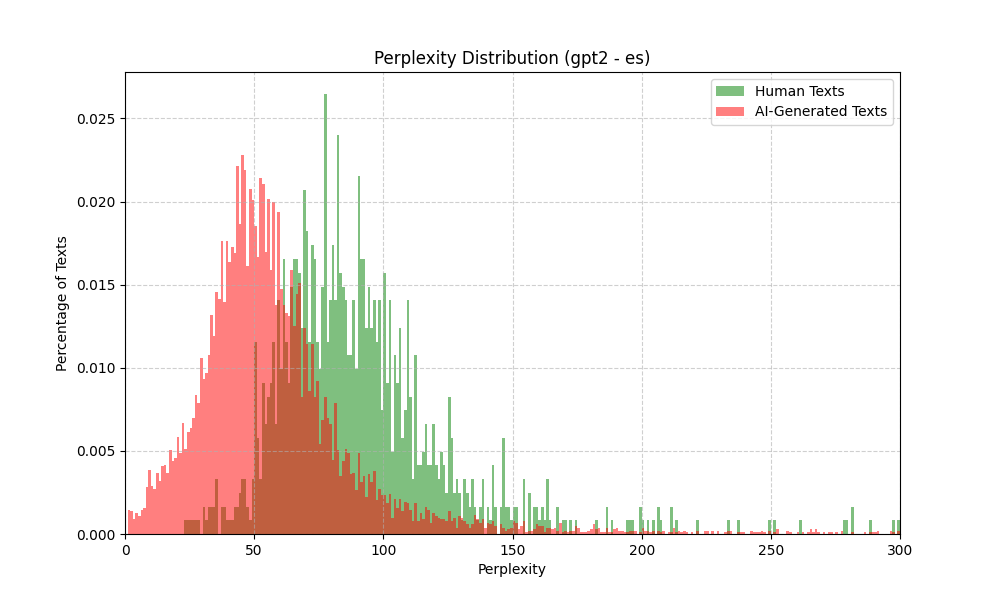 Perplexity Distribution (gpt2 - es)
Human Texts
AI-Generated Texts
Percentage of Texts
0.025
0.020
0.015
0.010
0.005
0.000
0 50 100 150 200 250 300
Perplexity